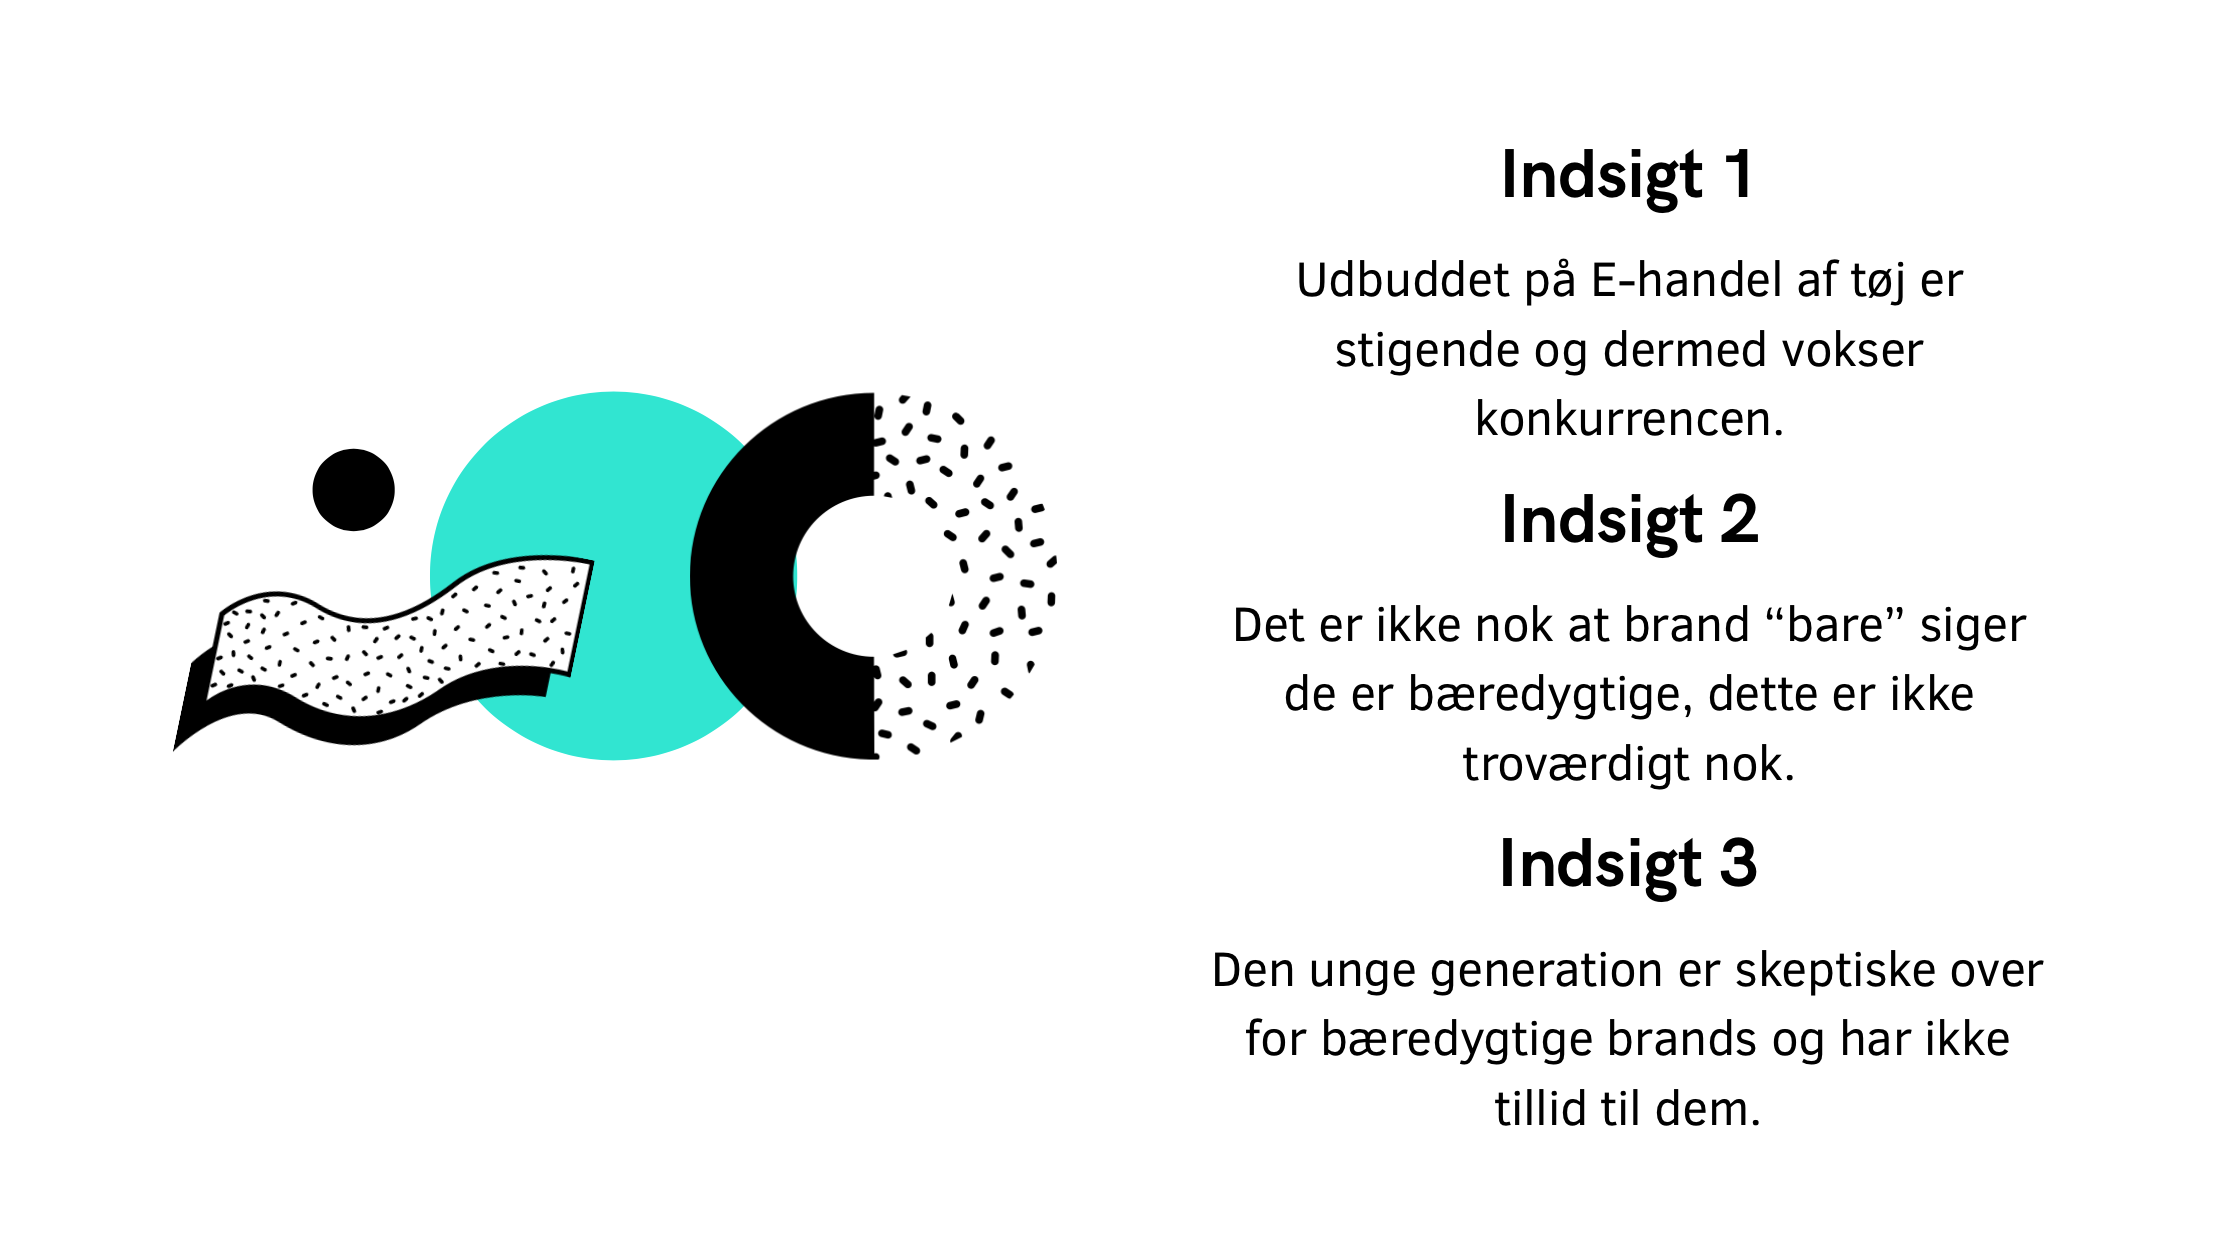 Indsigt 1
Udbuddet på E-handel af tøj er
stigende og dermed vokser
konkurrencen.
Indsigt 2
Det er ikke nok at brand “bare” siger
de er bæredygtige, dette er ikke
troværdigt nok.
Indsigt 3
Den unge generation er skeptiske over
for bæredygtige brands og har ikke
tillid til dem.